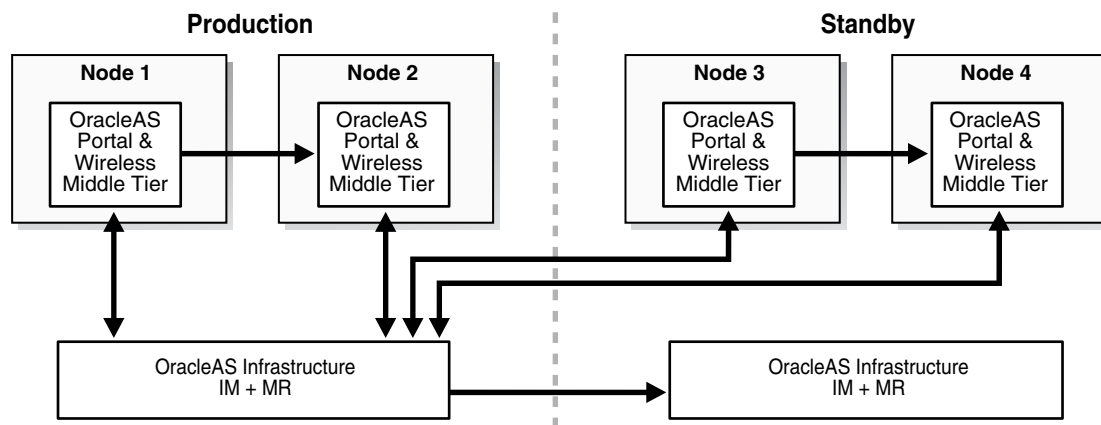 Production
Standby
Node 1
OracleAS
Portal &
Wireless
Middle Tier
Node 2
OracleAS
Portal &
Wireless
Middle Tier
Node 3
OracleAS
Portal &
Wireless
Middle Tier
Node 4
OracleAS
Portal &
Wireless
Middle Tier
OracleAS Infrastructure
IM + MR
OracleAS Infrastructure
IM + MR